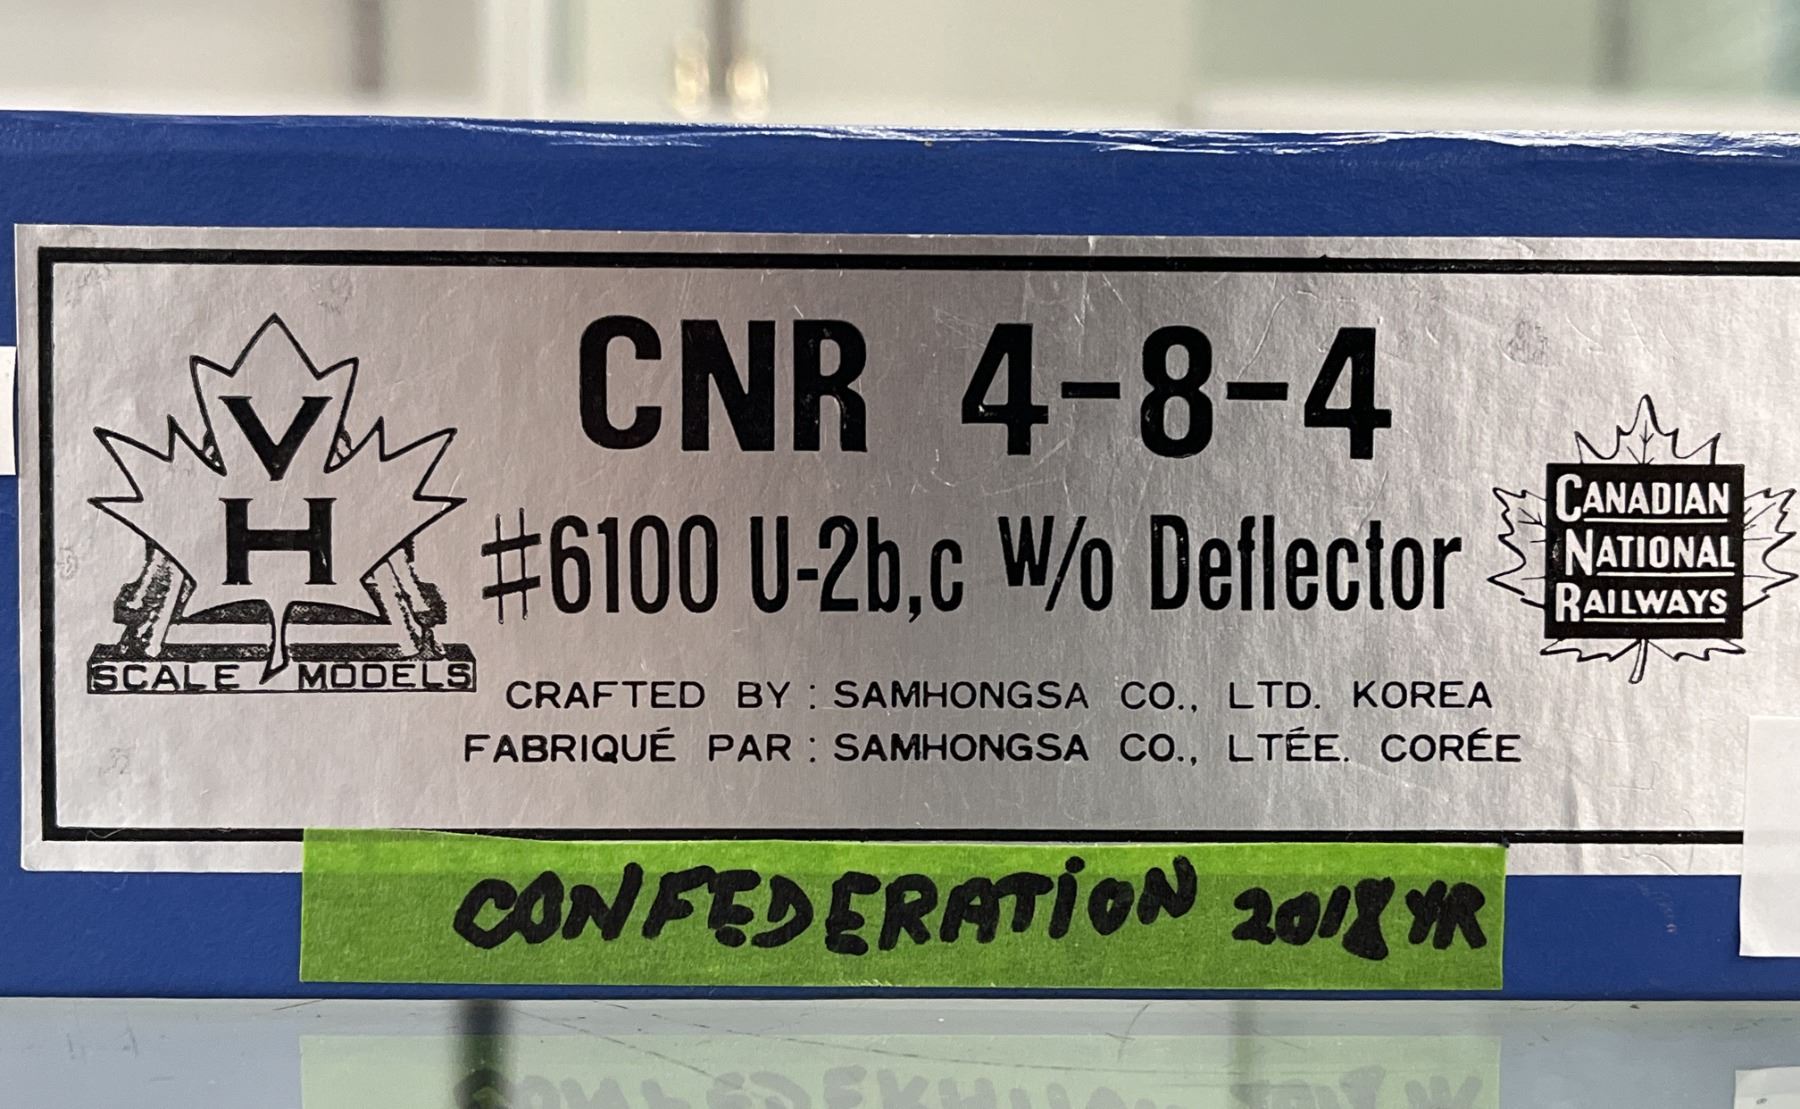 VH
SCALE MODELS
CNR 4-8-4
#6100 U-2b,c W/o Deflector
CANADIAN
NATIONAL
RAILWAYS
CRAFTED BY : SAMHONGSA CO., LTD. KOREA
FABRIQUÉ PAR : SAMHONGSA CO., LTÉE. CORÉE
CONFEDERATiON 2018 YR